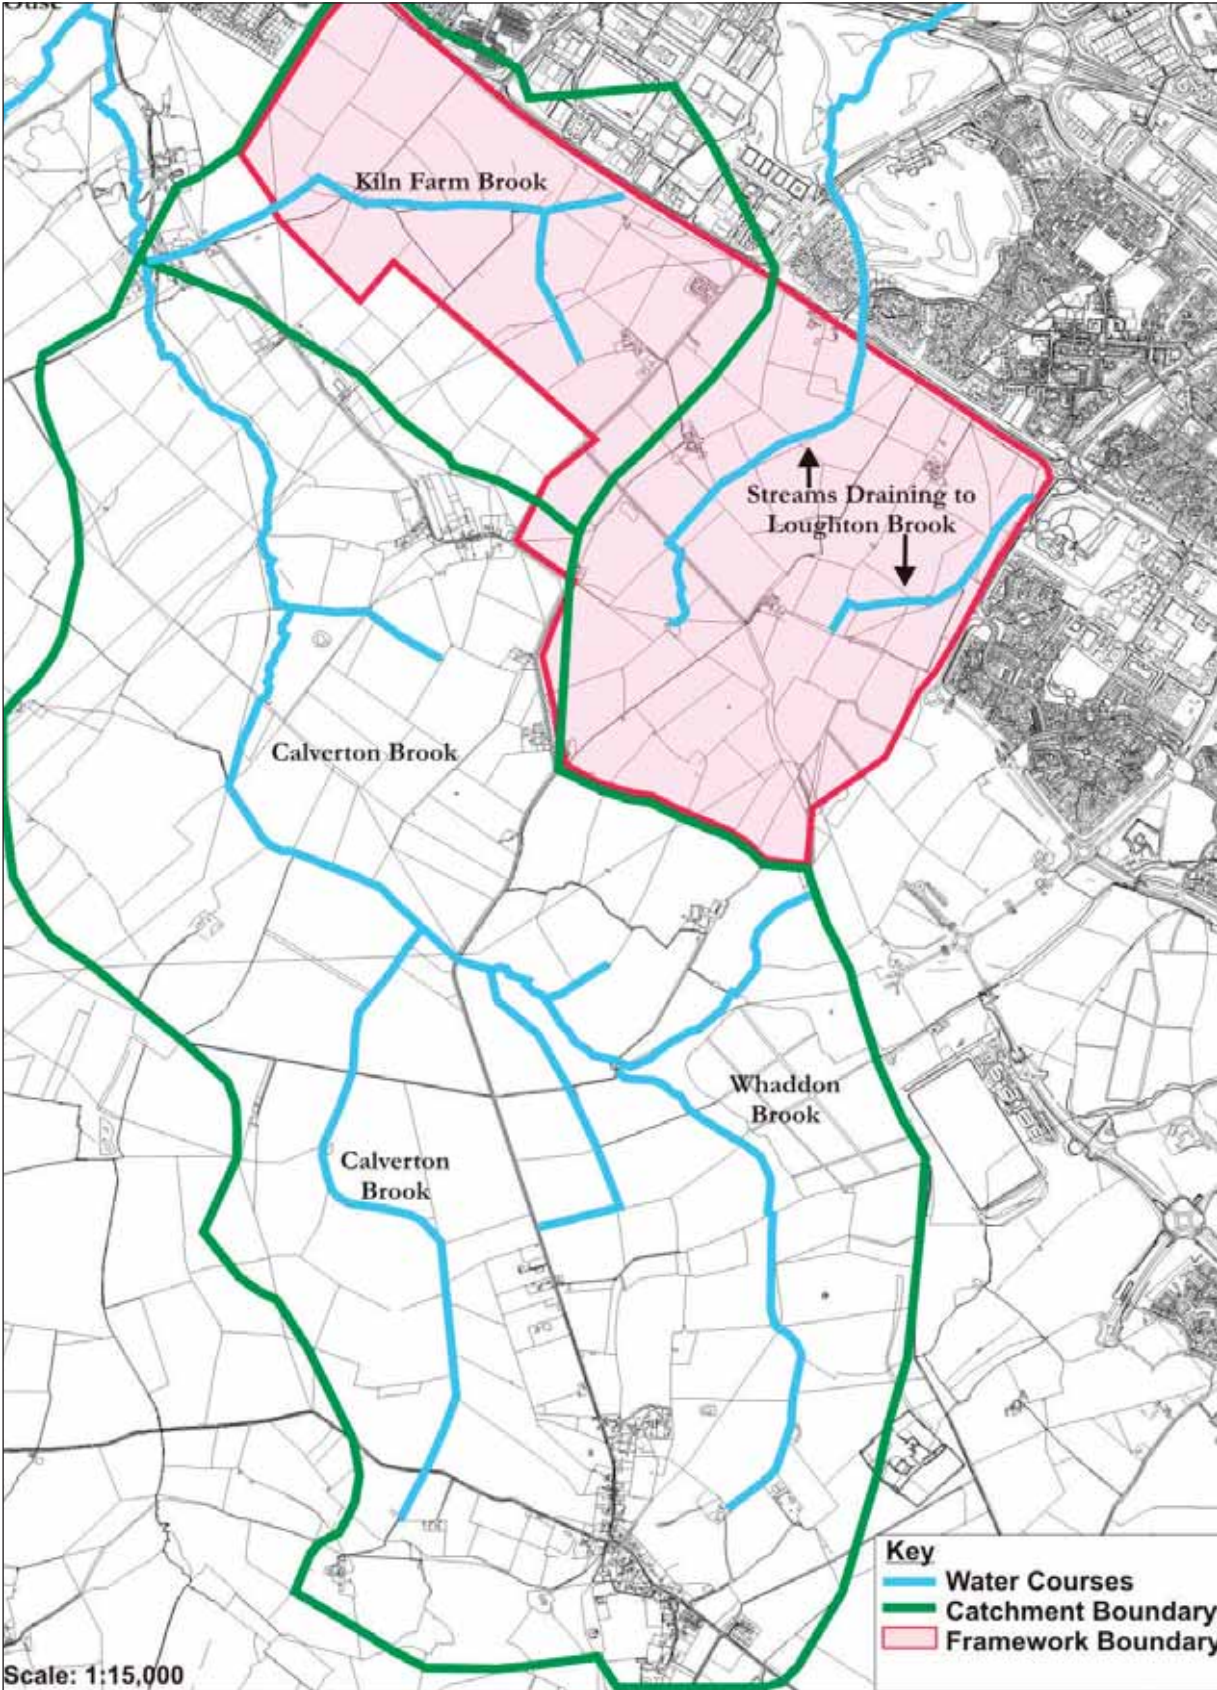 Kiln Farm Brook
Streams Draining to
Loughton Brook
Calverton Brook
Whaddon
Brook
Calverton
Brook
Key
Water Courses
Catchment Boundary
Framework Boundary
Scale: 1:15,000